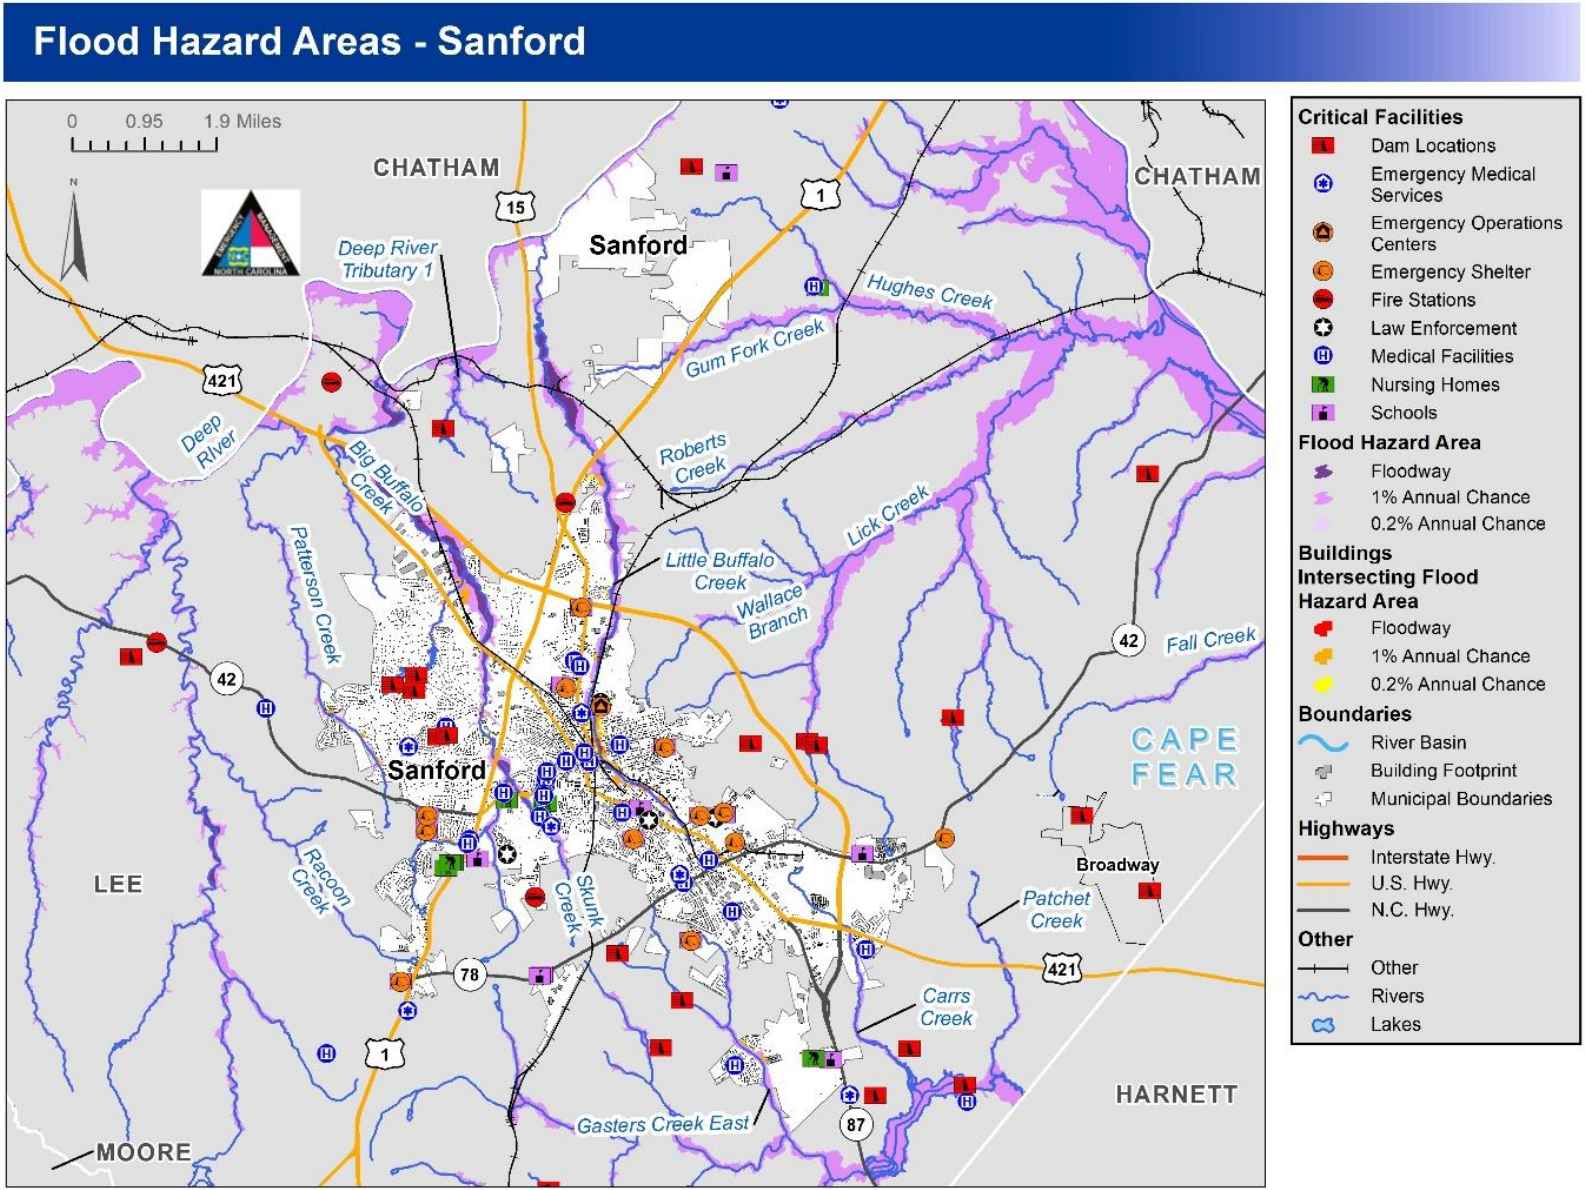 Flood Hazard Areas - Sanford
0 0.95 1.9 Miles
N
EMERGENCY
MANAGEMENT
NORTH CAROLINA
CHATHAM
15
1
CHATHAM
Sanford
Deep River
Tributary 1
Hughes Creek
Gum Fork Creek
421
Deep
River
Big Buffalo
Creek
Roberts
Creek
Lick Creek
Patterson Creek
Little Buffalo
Creek
Wallace
Branch
42
Fall Creek
42
CAPE
FEAR
Sanford
LEE
Racoon
Creek
Skunk
Creek
Broadway
Patchet
Creek
78
421
Carrs
Creek
1
HARNETT
Gasters Creek East
87
MOORE
Critical Facilities
Dam Locations
Emergency Medical
Services
Emergency Operations
Centers
Emergency Shelter
Fire Stations
Law Enforcement
Medical Facilities
Nursing Homes
Schools
Flood Hazard Area
Floodway
1% Annual Chance
0.2% Annual Chance
Buildings
Intersecting Flood
Hazard Area
Floodway
1% Annual Chance
0.2% Annual Chance
Boundaries
River Basin
Building Footprint
Municipal Boundaries
Highways
Interstate Hwy.
U.S. Hwy.
N.C. Hwy.
Other
Other
Rivers
Lakes